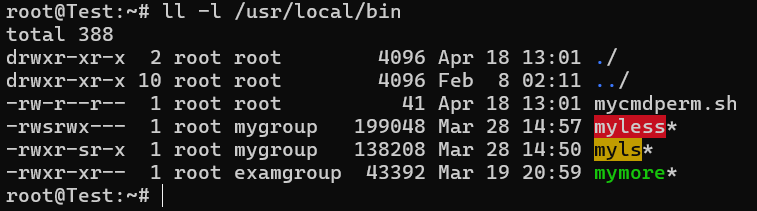 root@Test:~# ll -l /usr/local/bin
total 388
drwxr-xr-x  2 root root        4096 Apr 18 13:01 ./
drwxr-xr-x 10 root root        4096 Feb  8 02:11 ../
-rw-r--r--  1 root root          41 Apr 18 13:01 mycmdperm.sh
-rwsrwx---  1 root mygroup   199048 Mar 28 14:57 myless*
-rwxr-sr-x  1 root mygroup   138208 Mar 28 14:50 myls*
-rwxr-xr--  1 root examgroup  43392 Mar 19 20:59 mymore*
root@Test:~#